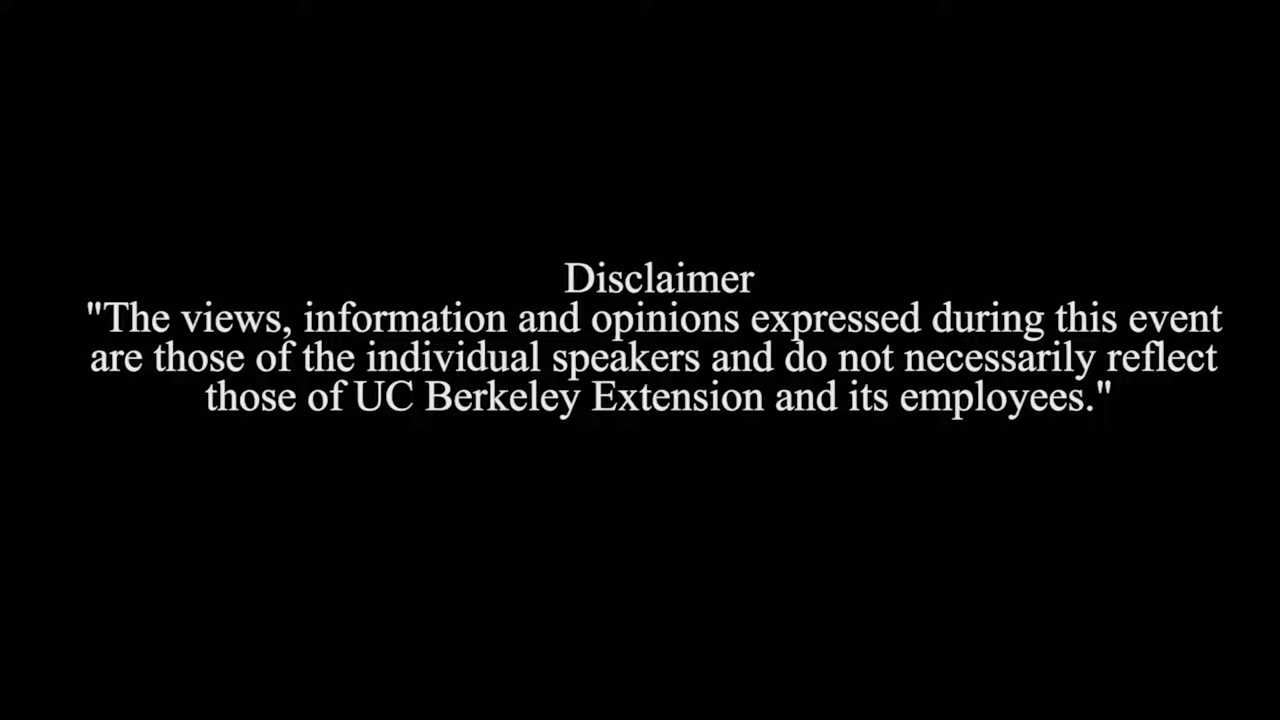 Disclaimer
"The views, information and opinions expressed during this event
are those of the individual speakers and do not necessarily reflect
those of UC Berkeley Extension and its employees."